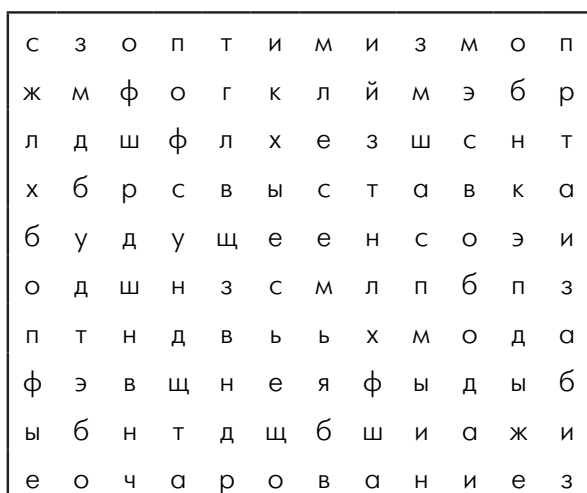 с з о п т и м и з м о п
ж м ф о г к л й м э б р
л д ш ф л х е з ш с н т
х б р с в ы с т а в к а
б у д у щ е е н с о э и
о д ш н з с м л п б п з
п т н д в ь ь х м о д а
ф э в щ н е я ф ы д ы б
ы б н т д щ б ш и а ж и
е о ч а р о в а н и е з